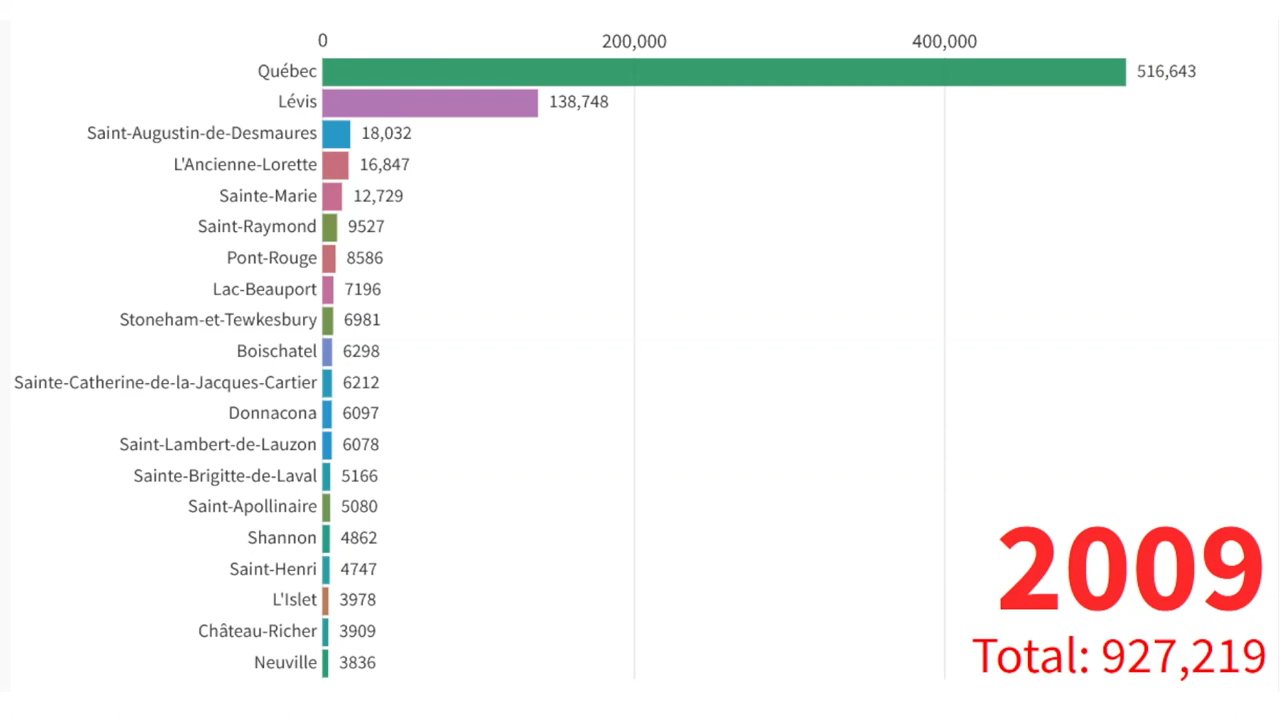 0 200,000 400,000
Québec 516,643
Lévis 138,748
Saint-Augustin-de-Desmaures 18,032
L'Ancienne-Lorette 16,847
Sainte-Marie 12,729
Saint-Raymond 9527
Pont-Rouge 8586
Lac-Beauport 7196
Stoneham-et-Tewkesbury 6981
Boischatel 6298
Sainte-Catherine-de-la-Jacques-Cartier 6212
Donnacona 6097
Saint-Lambert-de-Lauzon 6078
Sainte-Brigitte-de-Laval 5166
Saint-Apollinaire 5080
Shannon 4862
Saint-Henri 4747
L'Islet 3978
Château-Richer 3909
Neuville 3836
2009
Total: 927,219